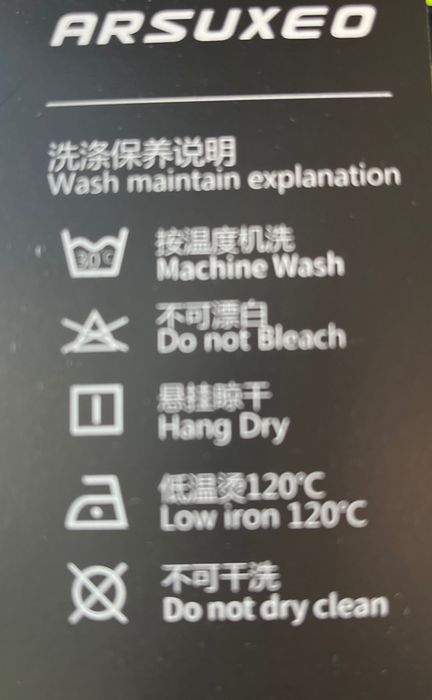 ARSUXEO
洗涤保养说明
Wash maintain explanation
30°C
按温度机洗
Machine Wash
不可漂白
Do not Bleach
悬挂晾干
Hang Dry
低温烫120°C
Low iron 120°C
不可干洗
Do not dry clean